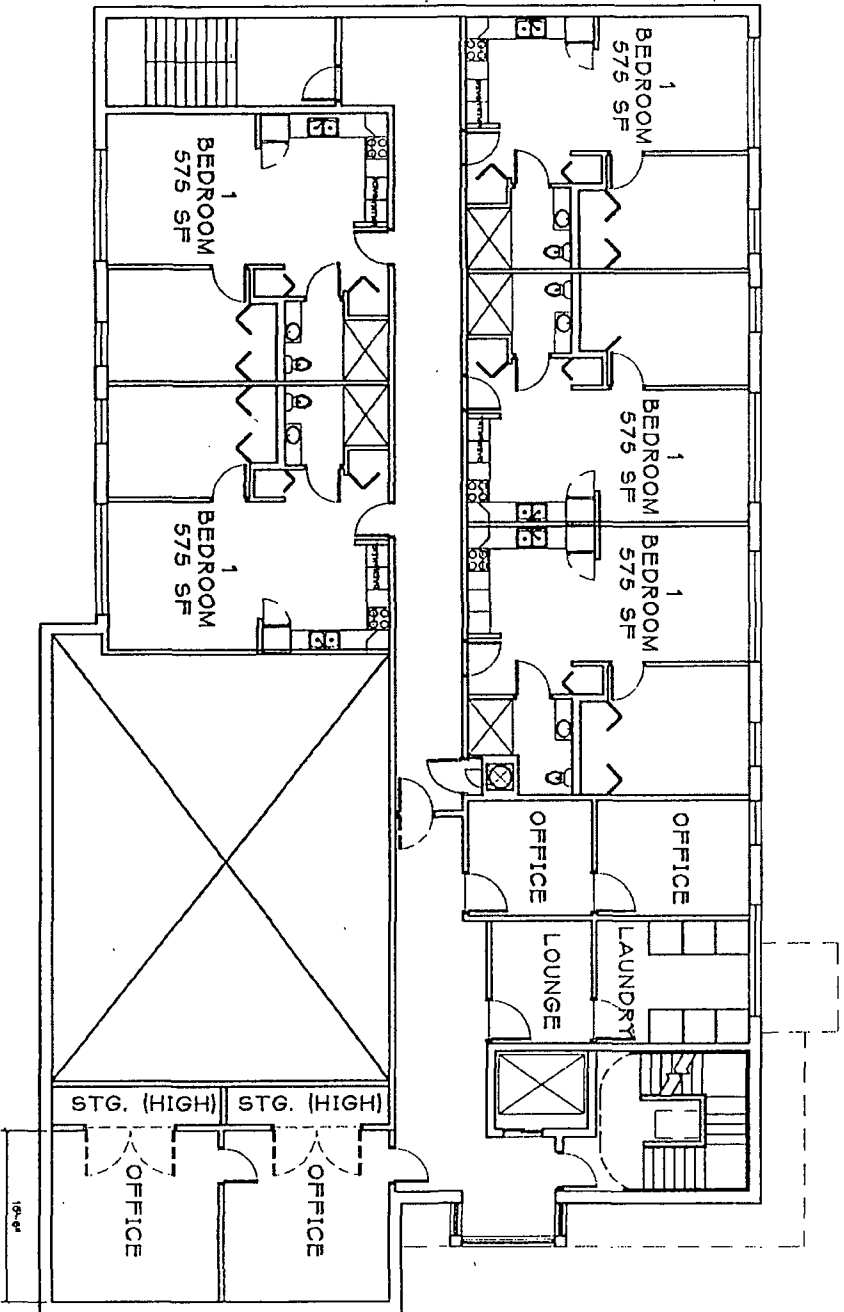 1
BEDROOM
575 SF
1
BEDROOM
575 SF
1
BEDROOM
575 SF
1
BEDROOM
575 SF
1
BEDROOM
575 SF
OFFICE
OFFICE
LOUNGE
LAUNDRY
STG. (HIGH)
STG. (HIGH)
OFFICE
OFFICE